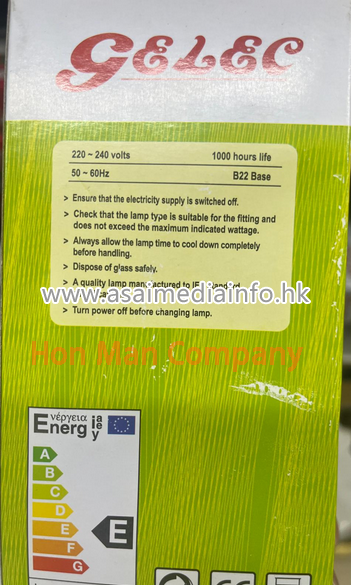 GELEC
220 ~ 240 volts 1000 hours life
50 ~ 60Hz B22 Base
> Ensure that the electricity supply is switched off.
> Check that the lamp type is suitable for the fitting and
does not exceed the maximum indicated wattage.
> Always allow the lamp time to cool down completely
before handling.
> Dispose of glass safely.
> A quality lamp manufactured to
www.asaimediainfo.hk
> Turn power off before changing lamp.
Hon Man Company
ενέργεια
Energ ia
ie
y
A
B
C
D
E
F
G
E